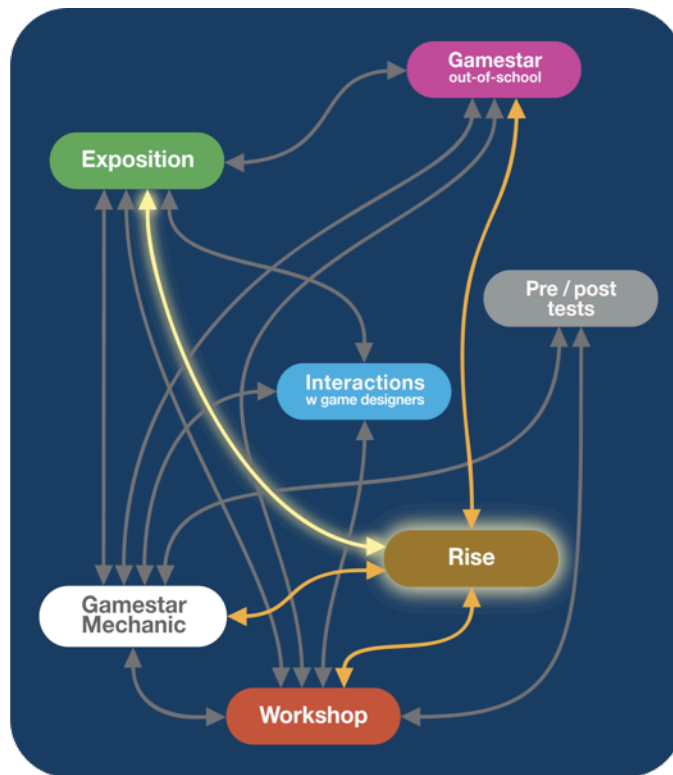 Gamestar
out-of-school
Exposition
Pre / post
tests
Interactions
w game designers
Rise
Gamestar
Mechanic
Workshop